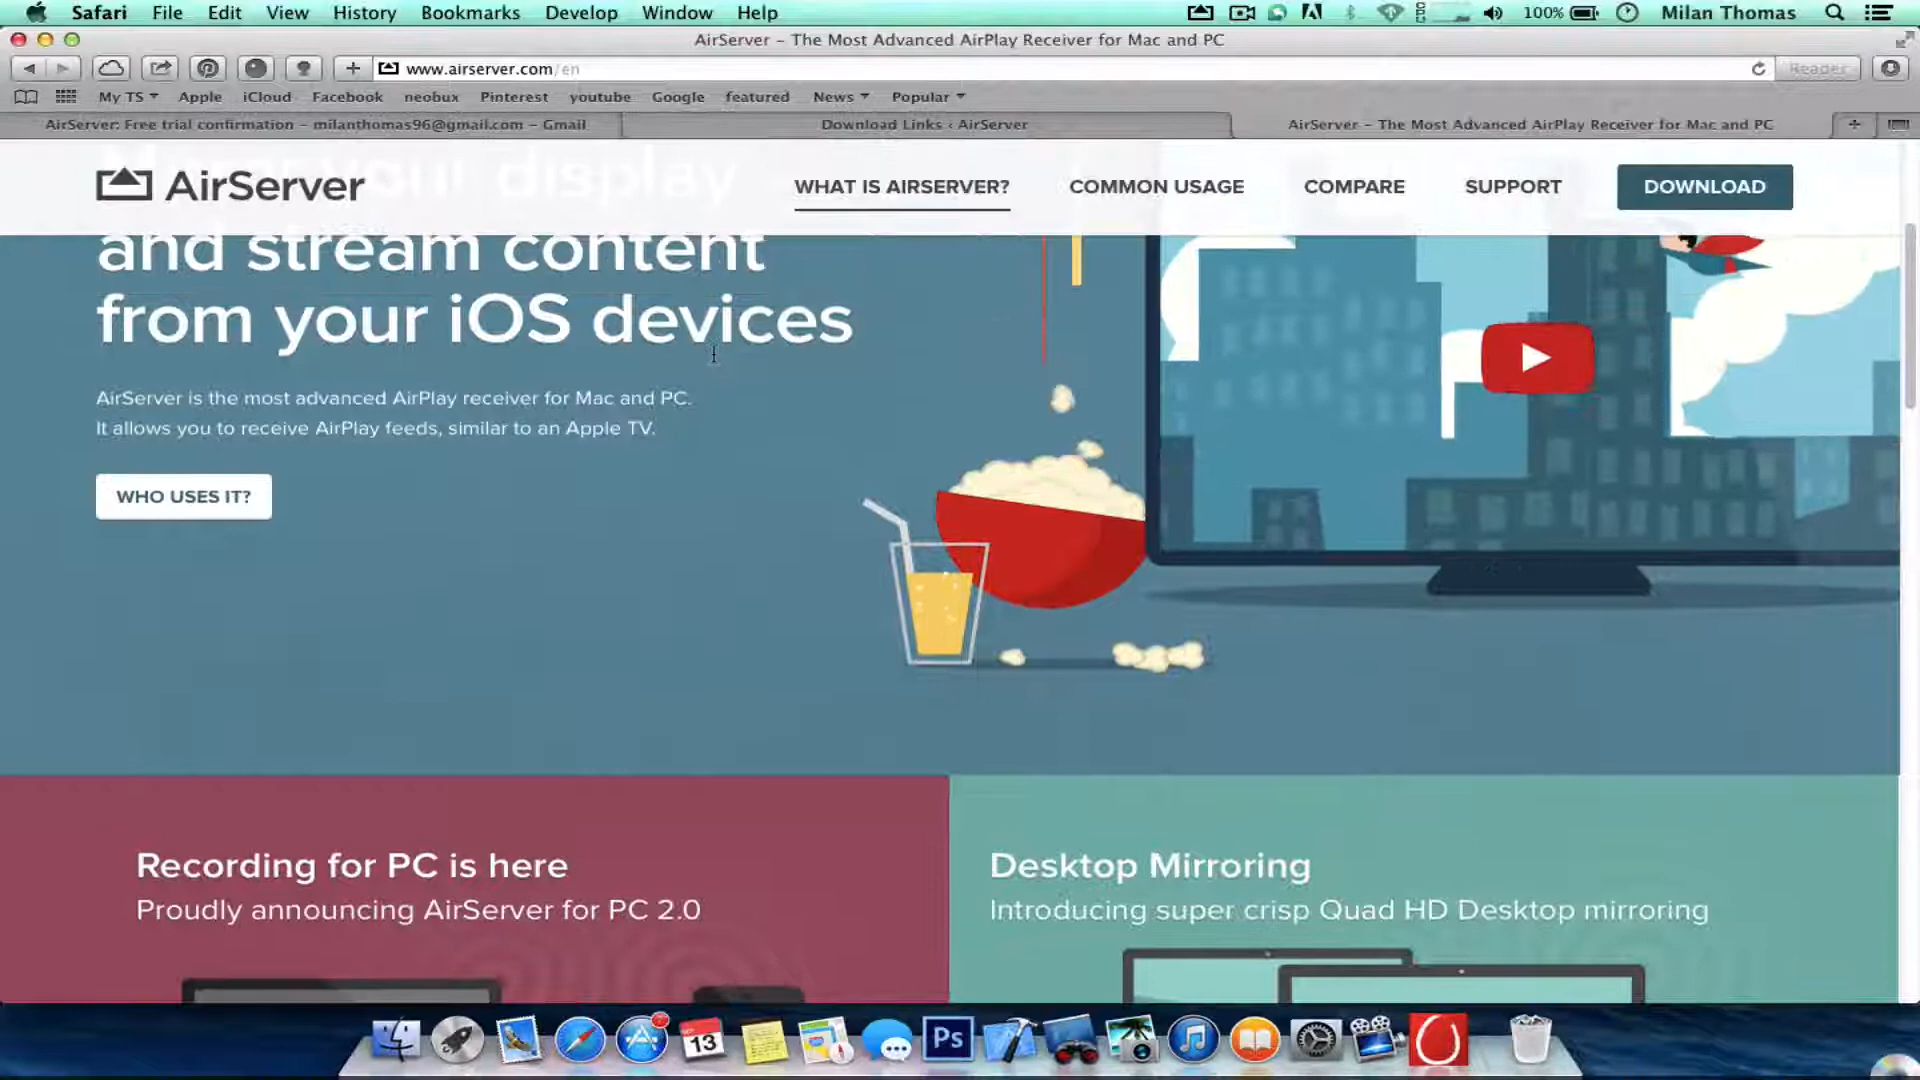 Safari File Edit View History Bookmarks Develop Window Help 100% Milan Thomas
AirServer – The Most Advanced AirPlay Receiver for Mac and PC
www.airserver.com/en Reader
My TS Apple iCloud Facebook neobux Pinterest youtube Google featured News Popular
AirServer: Free trial confirmation – milanthomas96@gmail.com – Gmail Download Links ‹ AirServer AirServer – The Most Advanced AirPlay Receiver for Mac and PC
your display
AirServer WHAT IS AIRSERVER? COMMON USAGE COMPARE SUPPORT DOWNLOAD
and stream content
from your iOS devices
AirServer is the most advanced AirPlay receiver for Mac and PC.
It allows you to receive AirPlay feeds, similar to an Apple TV.
WHO USES IT?
Recording for PC is here
Proudly announcing AirServer for PC 2.0
Desktop Mirroring
Introducing super crisp Quad HD Desktop mirroring
13
Ps